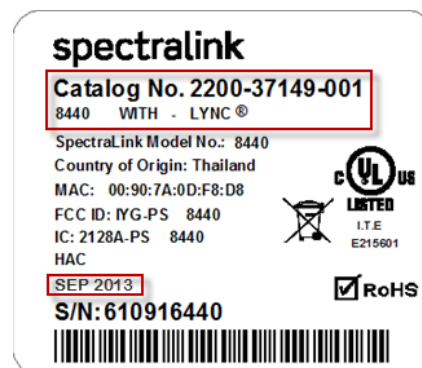 spectralink
Catalog No. 2200-37149-001
8440 WITH - LYNC ®
SpectraLink Model No.: 8440
Country of Origin: Thailand
MAC: 00:90:7A:0D:F8:D8
FCC ID: IYG-PS 8440
IC: 2128A-PS 8440
HAC
SEP 2013
S/N: 610916440
C UL US
LISTED
I.T.E
E215601
RoHS